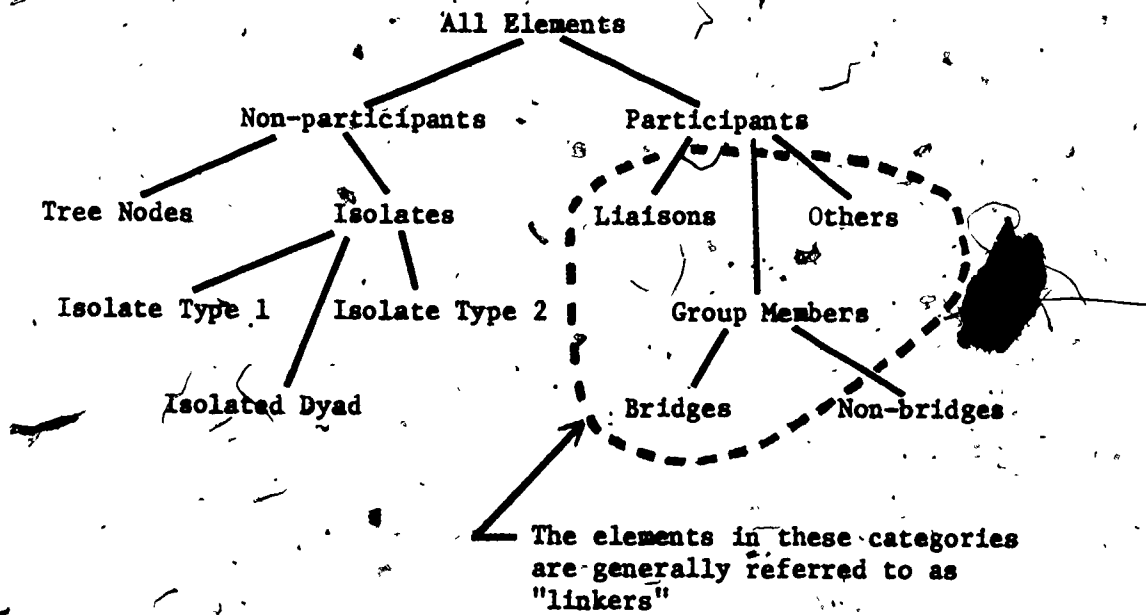 All Elements
Non-participants
Participants
Tree Nodes
Isolates
Liaisons
Others
Isolate Type 1
Isolate Type 2
Group Members
Isolated Dyad
Bridges
Non-bridges
The elements in these categories
are generally referred to as
"linkers"